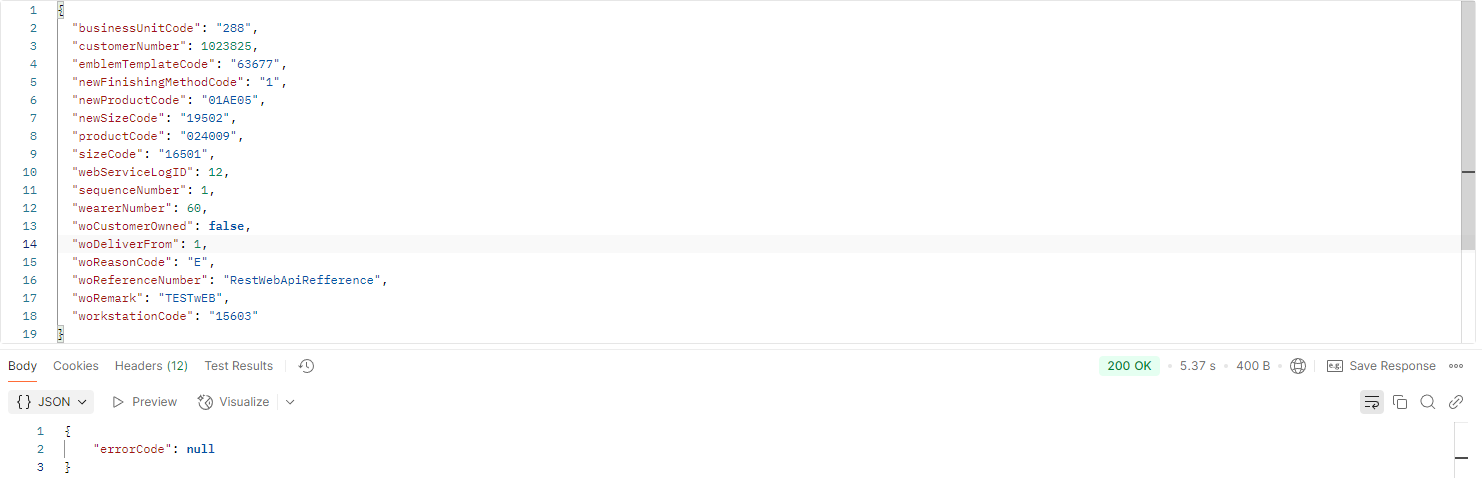 1 {
2 "businessUnitCode": "288",
3 "customerNumber": 1023825,
4 "emblemTemplateCode": "63677",
5 "newFinishingMethodCode": "1",
6 "newProductCode": "01AE05",
7 "newSizeCode": "19502",
8 "productCode": "024009",
9 "sizeCode": "16501",
10 "webServiceLogID": 12,
11 "sequenceNumber": 1,
12 "wearerNumber": 60,
13 "woCustomerOwned": false,
14 "woDeliverFrom": 1,
15 "woReasonCode": "E",
16 "woReferenceNumber": "RestWebApiRefference",
17 "woRemark": "TESTwEB",
18 "workstationCode": "15603"
19 }
Body Cookies Headers (12) Test Results 200 OK • 5.37 s • 400 B • e.g. Save Response
{} JSON Preview Visualize
1 {
2 "errorCode": null
3 }